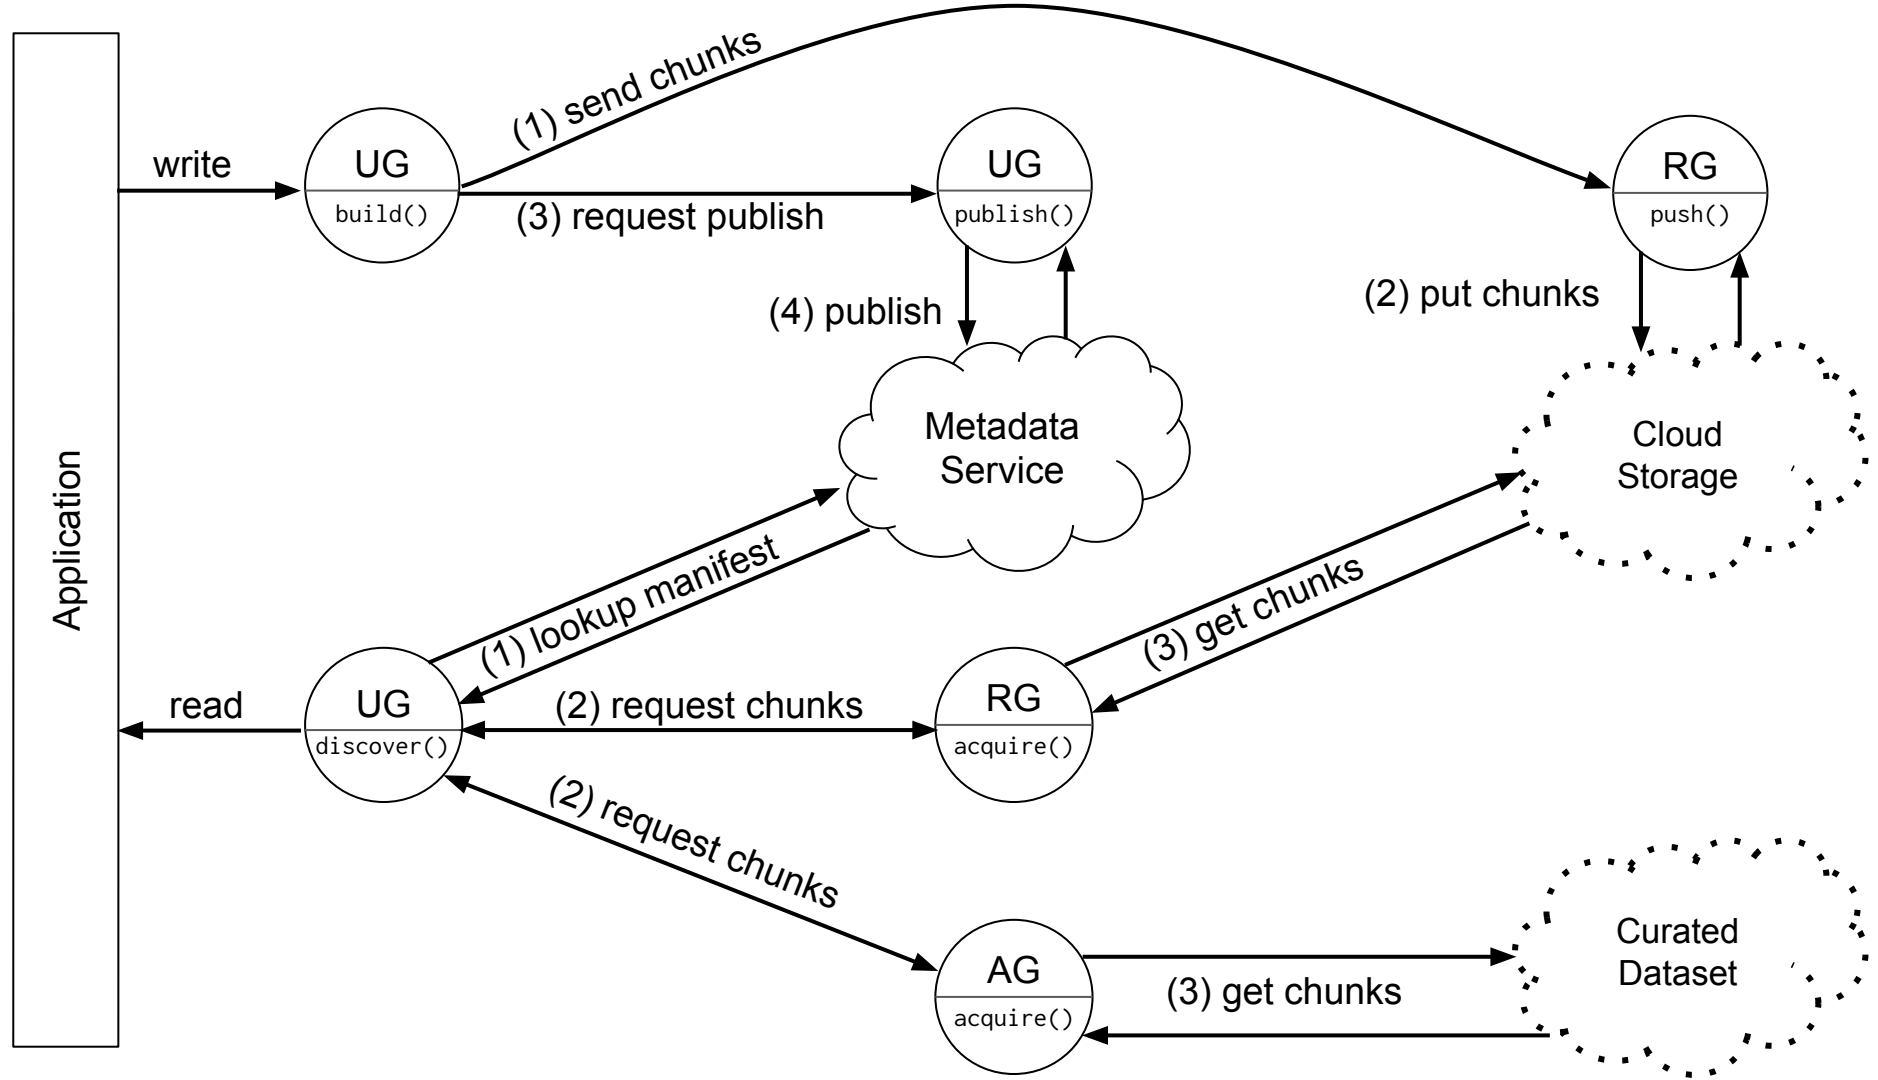 Application
write
UG
build()
(1) send chunks
(3) request publish
UG
publish()
RG
push()
(4) publish
(2) put chunks
Metadata
Service
Cloud
Storage
(1) lookup manifest
(3) get chunks
read
UG
discover()
(2) request chunks
RG
acquire()
(2) request chunks
AG
acquire()
(3) get chunks
Curated
Dataset